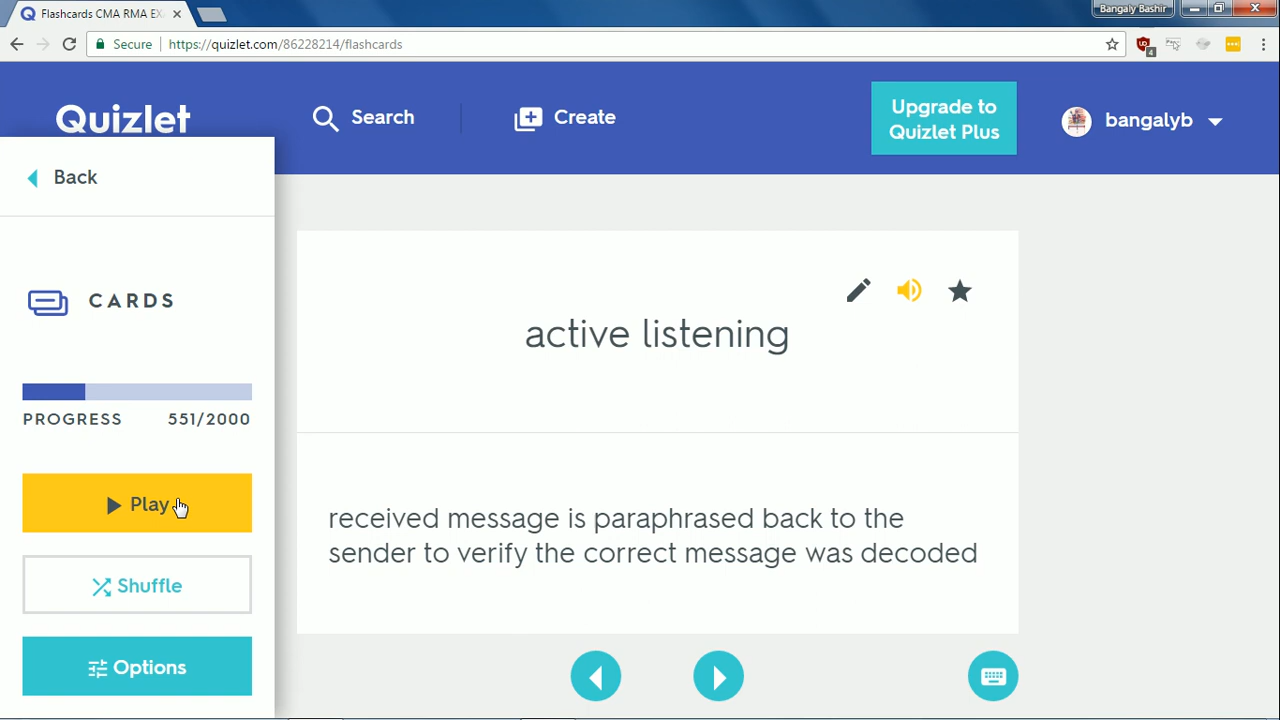 Flashcards CMA RMA EX
Bangaly Bashir
Secure
https://quizlet.com/86228214/flashcards
4
Quizlet
Search
Create
Upgrade to
Quizlet Plus
bangalyb
Back
CARDS
PROGRESS 551/2000
Play
Shuffle
Options
active listening
received message is paraphrased back to the
sender to verify the correct message was decoded